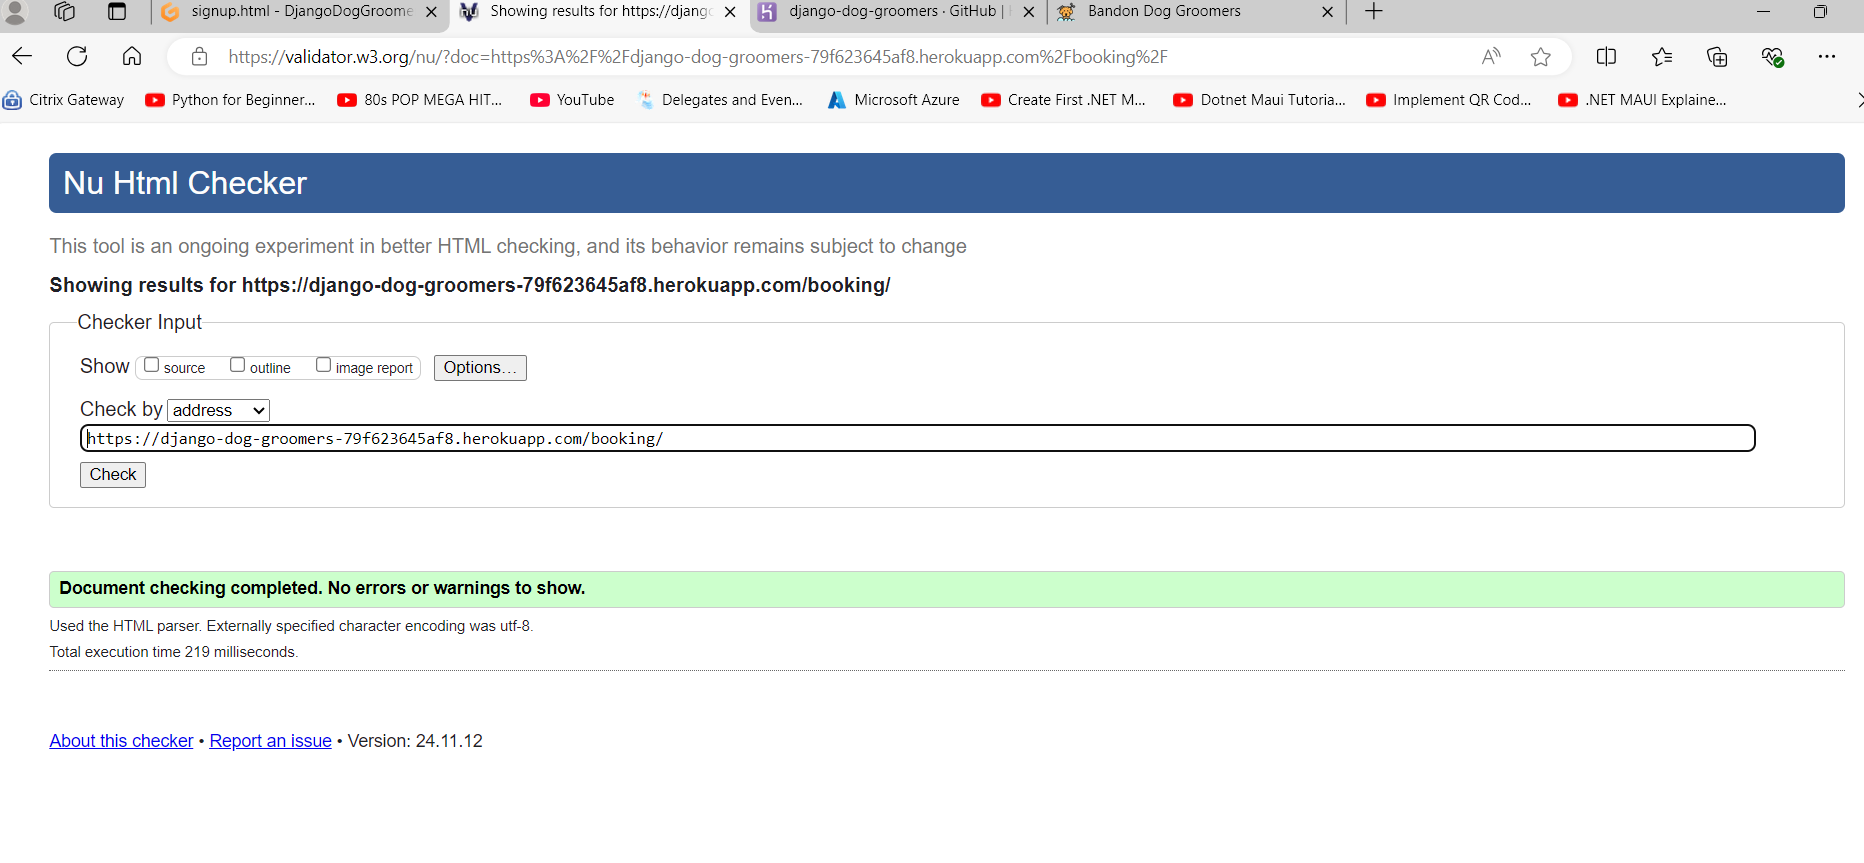 signup.html - DjangoDogGroome
Showing results for https://djang
django-dog-groomers · GitHub |
Bandon Dog Groomers
https://validator.w3.org/nu/?doc=https%3A%2F%2Fdjango-dog-groomers-79f623645af8.herokuapp.com%2Fbooking%2F
Citrix Gateway
Python for Beginner...
80s POP MEGA HIT...
YouTube
Delegates and Even...
Microsoft Azure
Create First .NET M...
Dotnet Maui Tutoria...
Implement QR Cod...
.NET MAUI Explaine...
Nu Html Checker
This tool is an ongoing experiment in better HTML checking, and its behavior remains subject to change
Showing results for https://django-dog-groomers-79f623645af8.herokuapp.com/booking/
Checker Input
Show source outline image report Options...
Check by address
https://django-dog-groomers-79f623645af8.herokuapp.com/booking/
Check
Document checking completed. No errors or warnings to show.
Used the HTML parser. Externally specified character encoding was utf-8.
Total execution time 219 milliseconds.
About this checker • Report an issue • Version: 24.11.12